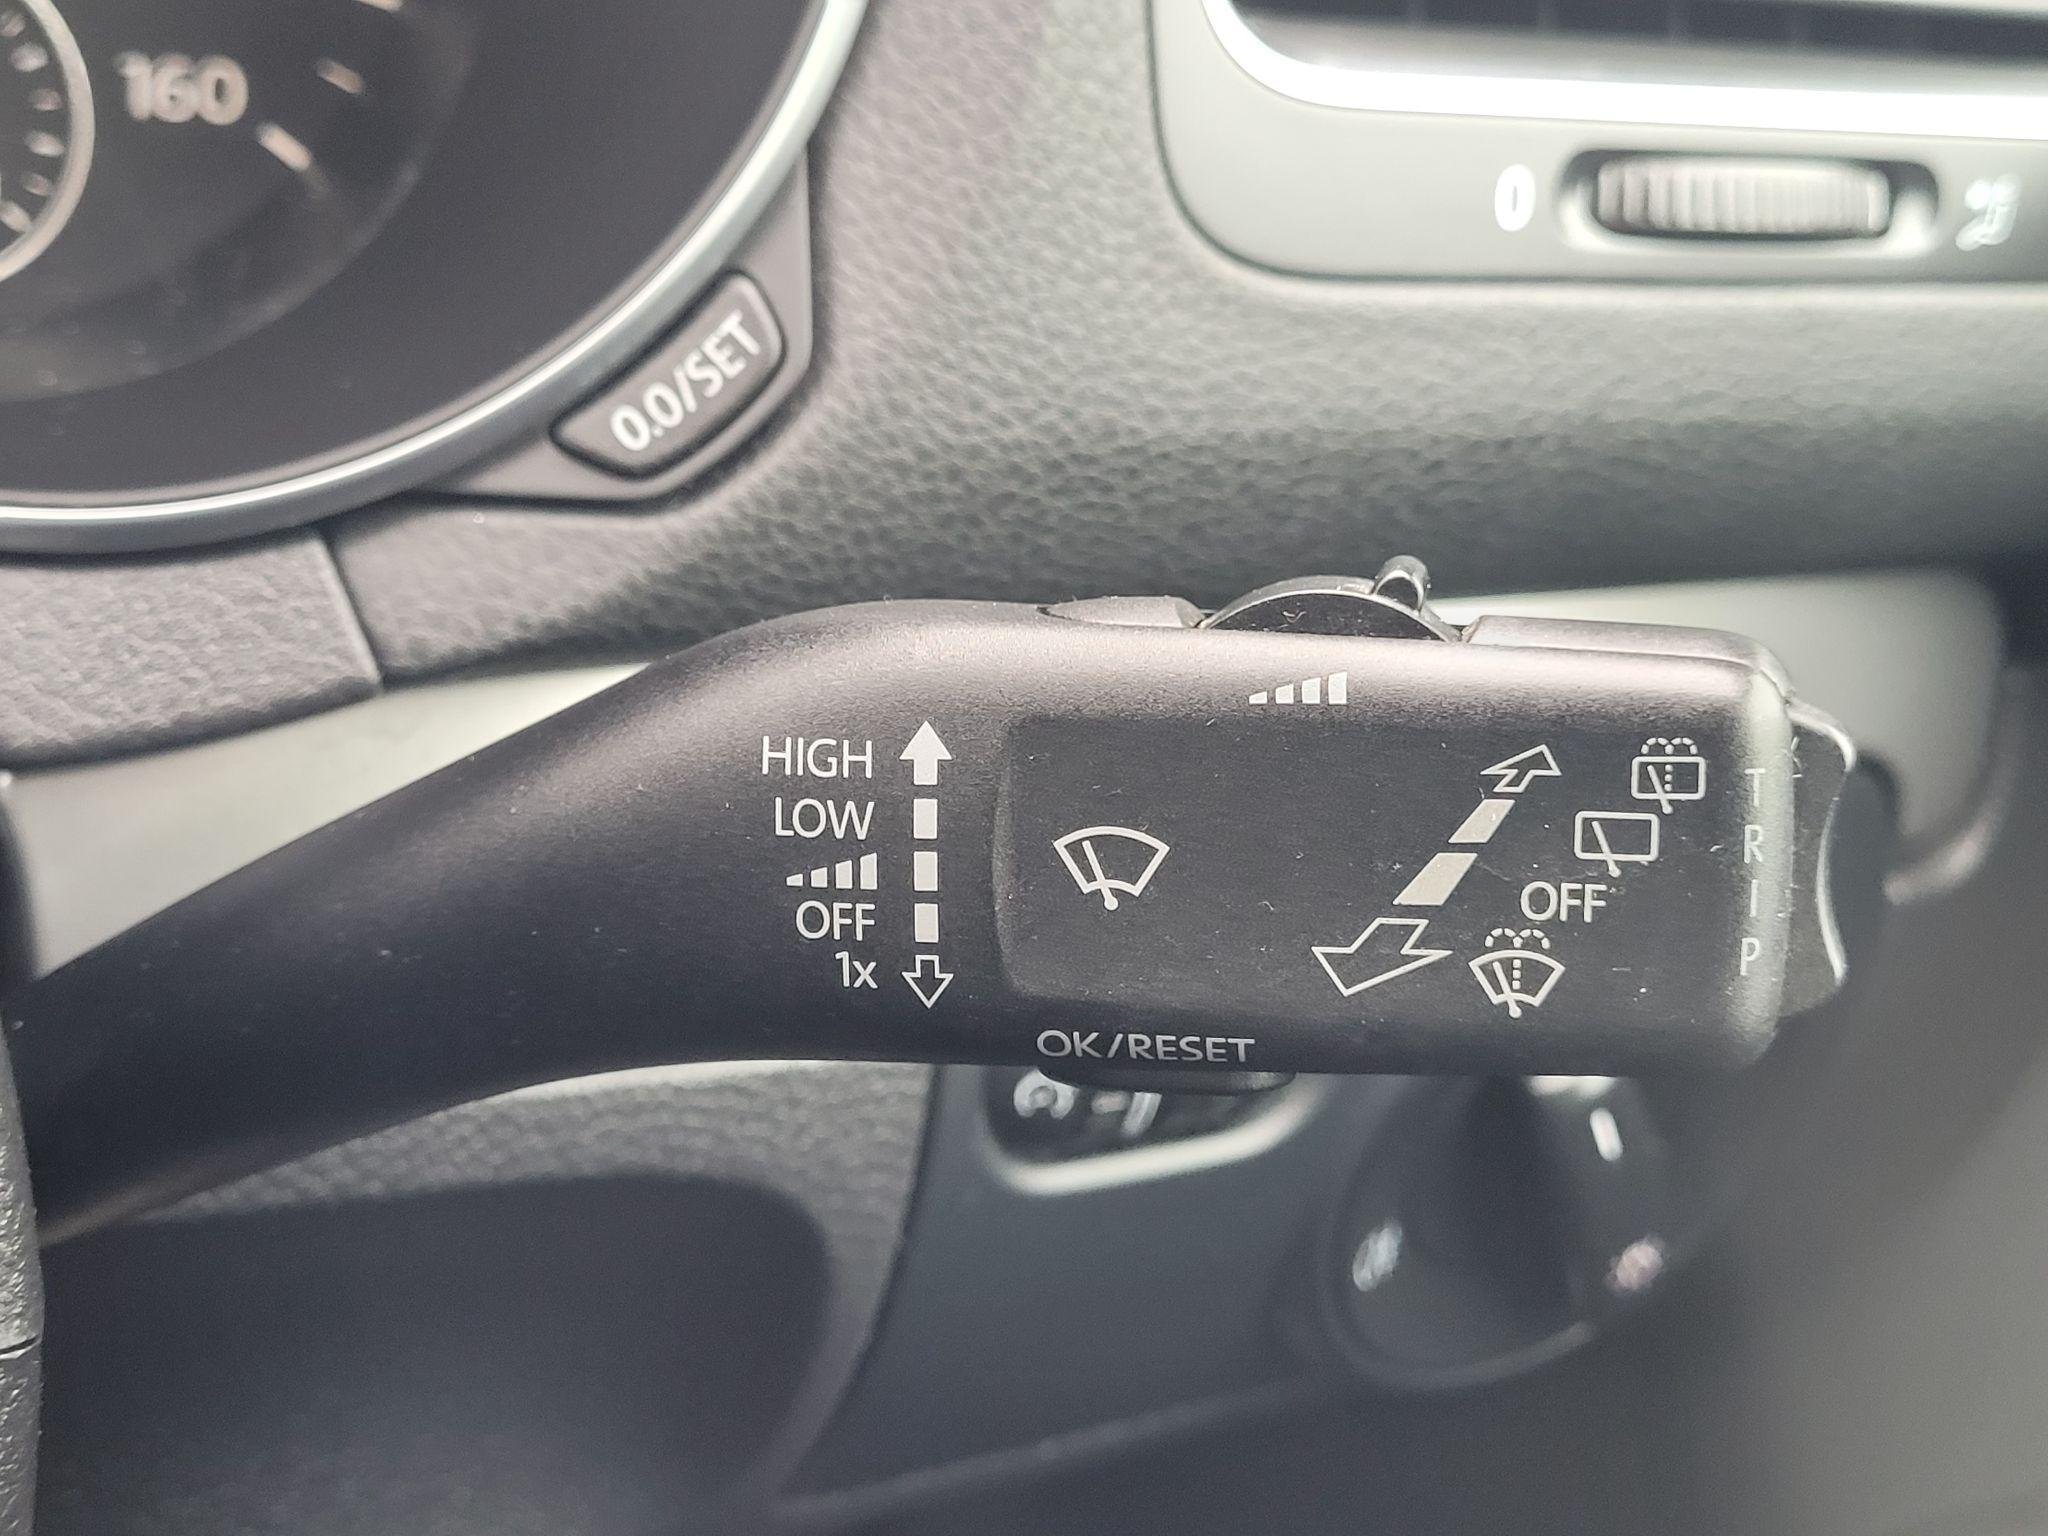 160
0
0.0/SET
HIGH
LOW
OFF
1x
OFF
TRIP
OK/RESET